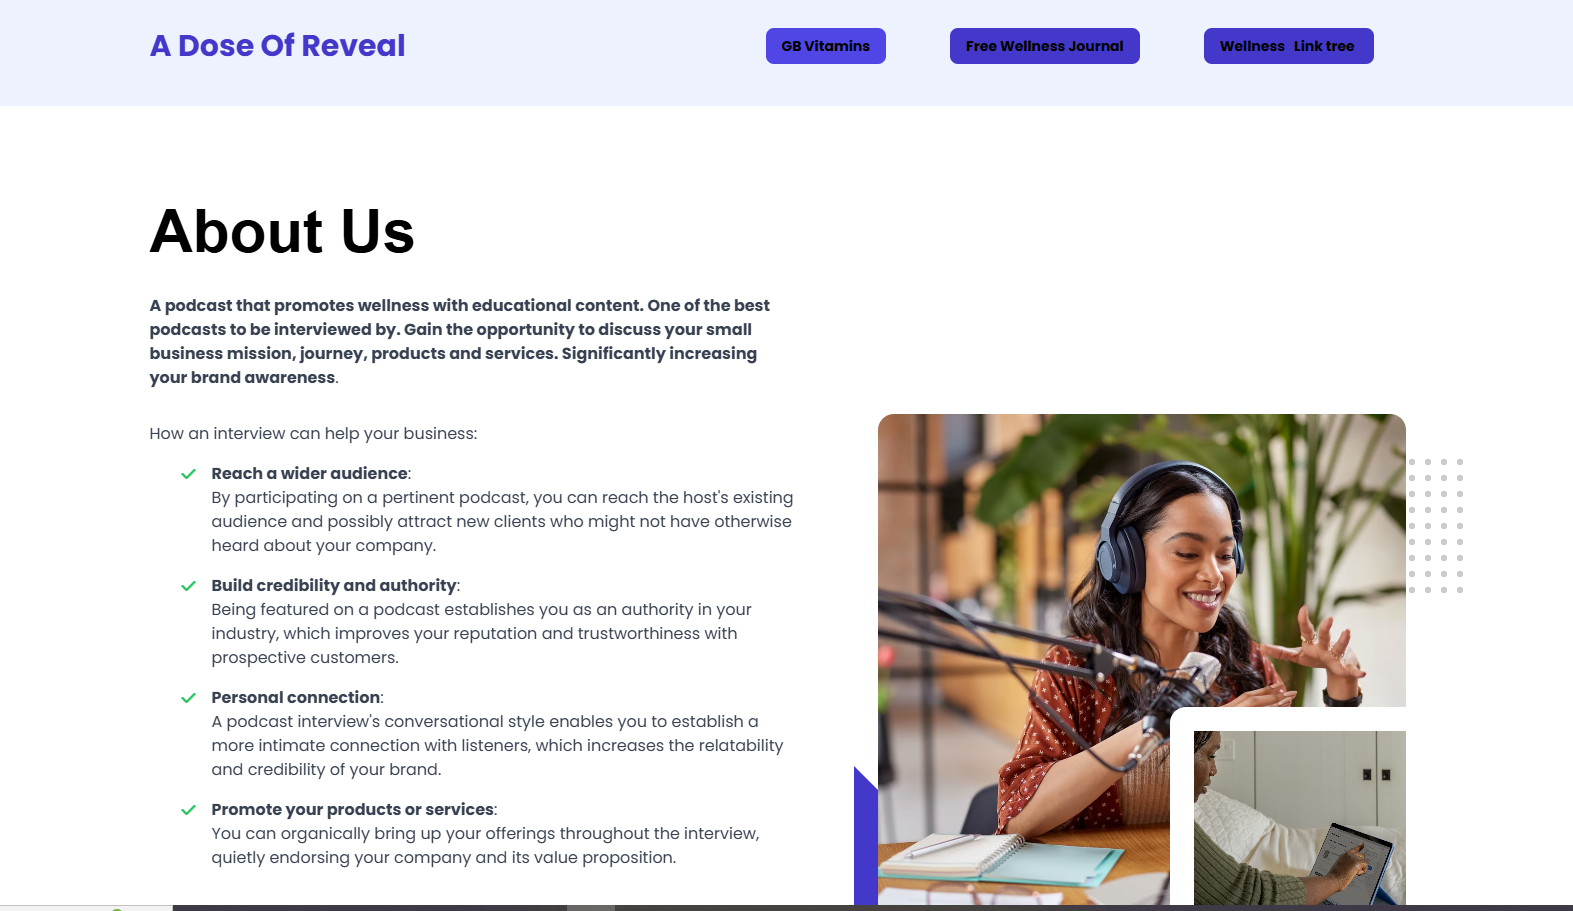 A Dose Of Reveal
GB Vitamins
Free Wellness Journal
Wellness Link tree
About Us
A podcast that promotes wellness with educational content. One of the best
podcasts to be interviewed by. Gain the opportunity to discuss your small
business mission, journey, products and services. Significantly increasing
your brand awareness.
How an interview can help your business:
Reach a wider audience:
By participating on a pertinent podcast, you can reach the host's existing
audience and possibly attract new clients who might not have otherwise
heard about your company.
Build credibility and authority:
Being featured on a podcast establishes you as an authority in your
industry, which improves your reputation and trustworthiness with
prospective customers.
Personal connection:
A podcast interview's conversational style enables you to establish a
more intimate connection with listeners, which increases the relatability
and credibility of your brand.
Promote your products or services:
You can organically bring up your offerings throughout the interview,
quietly endorsing your company and its value proposition.